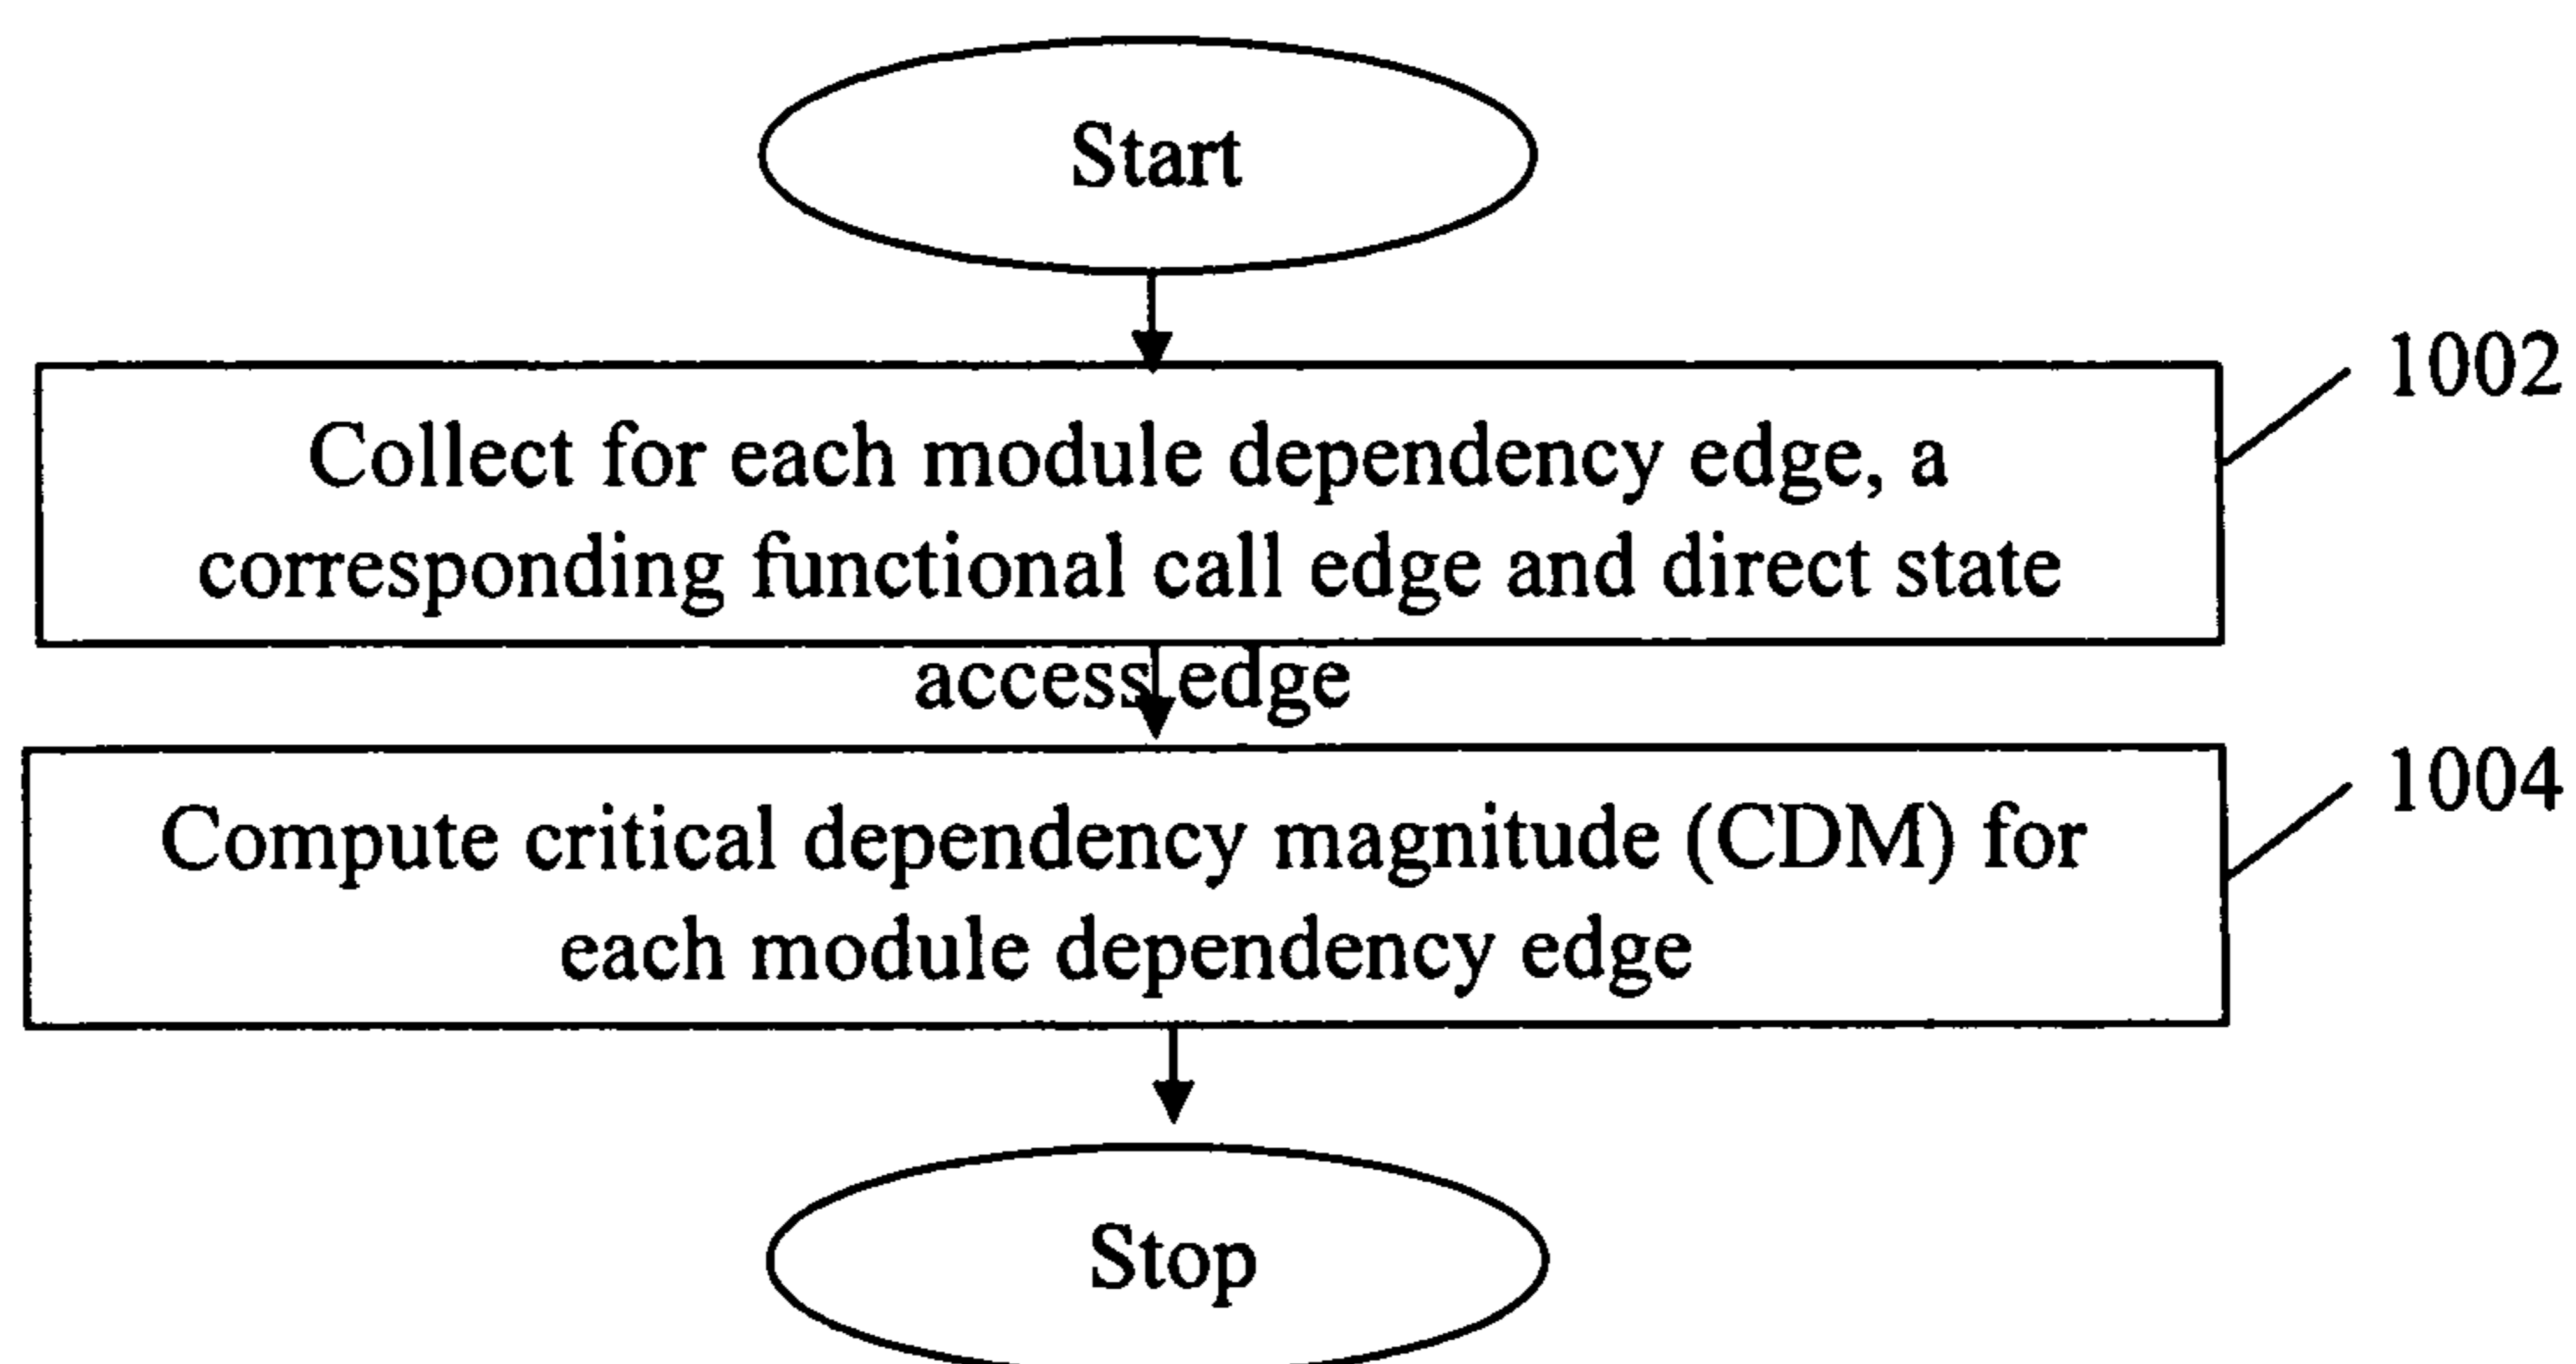 Start
1002
Collect for each module dependency edge, a
corresponding functional call edge and direct state
access edge
1004
Compute critical dependency magnitude (CDM) for
each module dependency edge
Stop